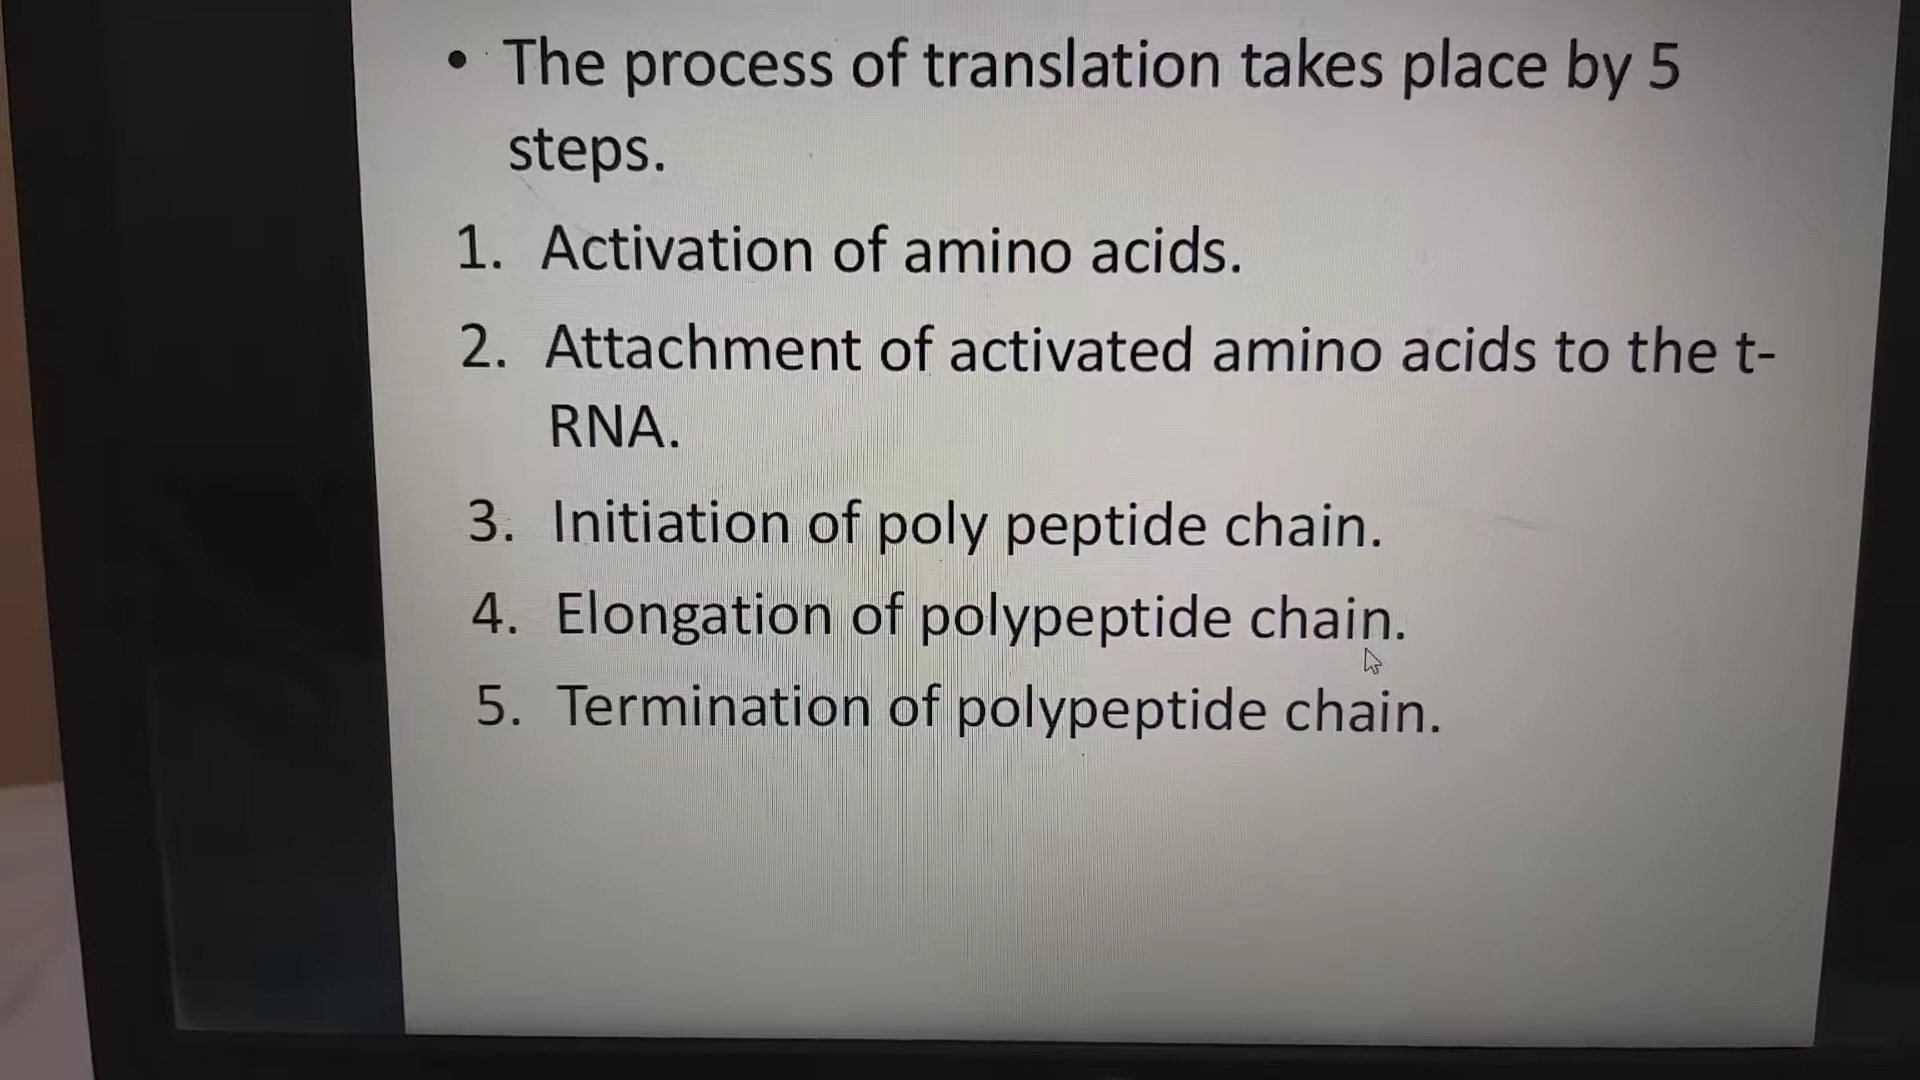 • The process of translation takes place by 5
steps.
1. Activation of amino acids.
2. Attachment of activated amino acids to the t-
RNA.
3. Initiation of poly peptide chain.
4. Elongation of polypeptide chain.
5. Termination of polypeptide chain.